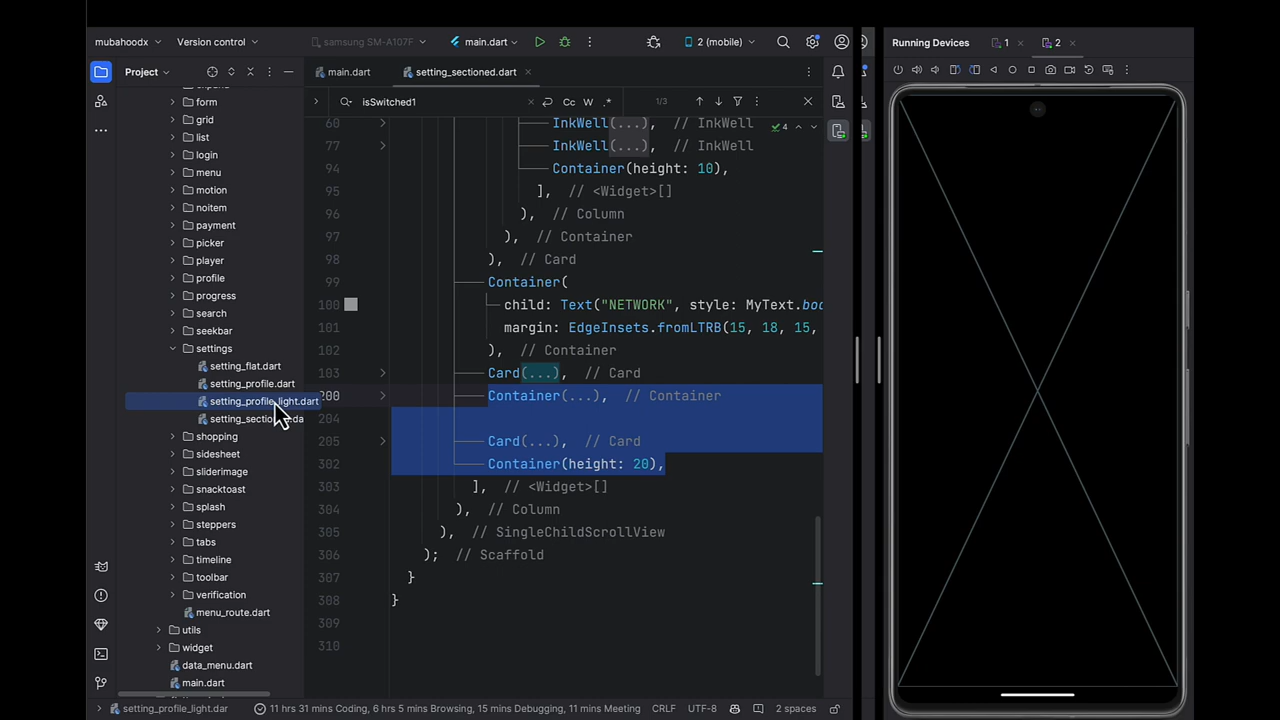 mubahoodx
Version control
samsung SM-A107F
main.dart
2 (mobile)
Running Devices
1
2
Project
main.dart
setting_sectioned.dart
form
grid
list
login
menu
motion
noitem
payment
picker
player
profile
progress
search
seekbar
settings
setting_flat.dart
setting_profile.dart
setting_profile_light.dart
shopping
sidesheet
sliderimage
snacktoast
splash
steppers
tabs
timeline
toolbar
verification
menu_route.dart
utils
widget
data_menu.dart
main.dart
isSwitched1
Cc W .*
1/3
4
60 InkWell(...), // InkWell
77 InkWell(...), // InkWell
94 Container(height: 10),
95 ], // <Widget>[]
96 ), // Column
97 ), // Container
98 ), // Card
99 Container(
100 child: Text("NETWORK", style: MyText.bod
101 margin: EdgeInsets.fromLTRB(15, 18, 15,
102 ), // Container
103 Card(...), // Card
200 Container(...), // Container
204
205 Card(...), // Card
302 Container(height: 20),
303 ], // <Widget>[]
304 ), // Column
305 ), // SingleChildScrollView
306 ); // Scaffold
307 }
308 }
309
310
setting_profile_light.dart
11 hrs 31 mins Coding, 6 hrs 5 mins Browsing, 15 mins Debugging, 11 mins Meeting
CRLF
UTF-8
2 spaces